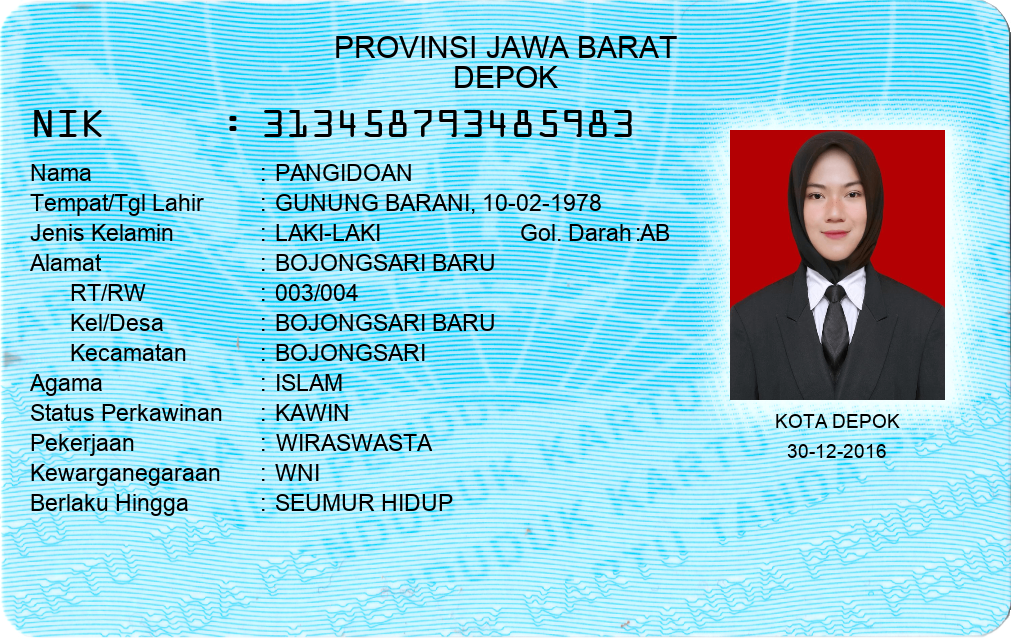 PROVINSI JAWA BARAT
DEPOK
NIK : 3134458793485983
Nama : PANGIDOAN
Tempat/Tgl Lahir : GUNUNG BARANI, 10-02-1978
Jenis Kelamin : LAKI-LAKI Gol. Darah :AB
Alamat : BOJONGSARI BARU
RT/RW : 003/004
Kel/Desa : BOJONGSARI BARU
Kecamatan : BOJONGSARI
Agama : ISLAM
Status Perkawinan : KAWIN
Pekerjaan : WIRASWASTA
Kewarganegaraan : WNI
Berlaku Hingga : SEUMUR HIDUP
KOTA DEPOK
30-12-2016